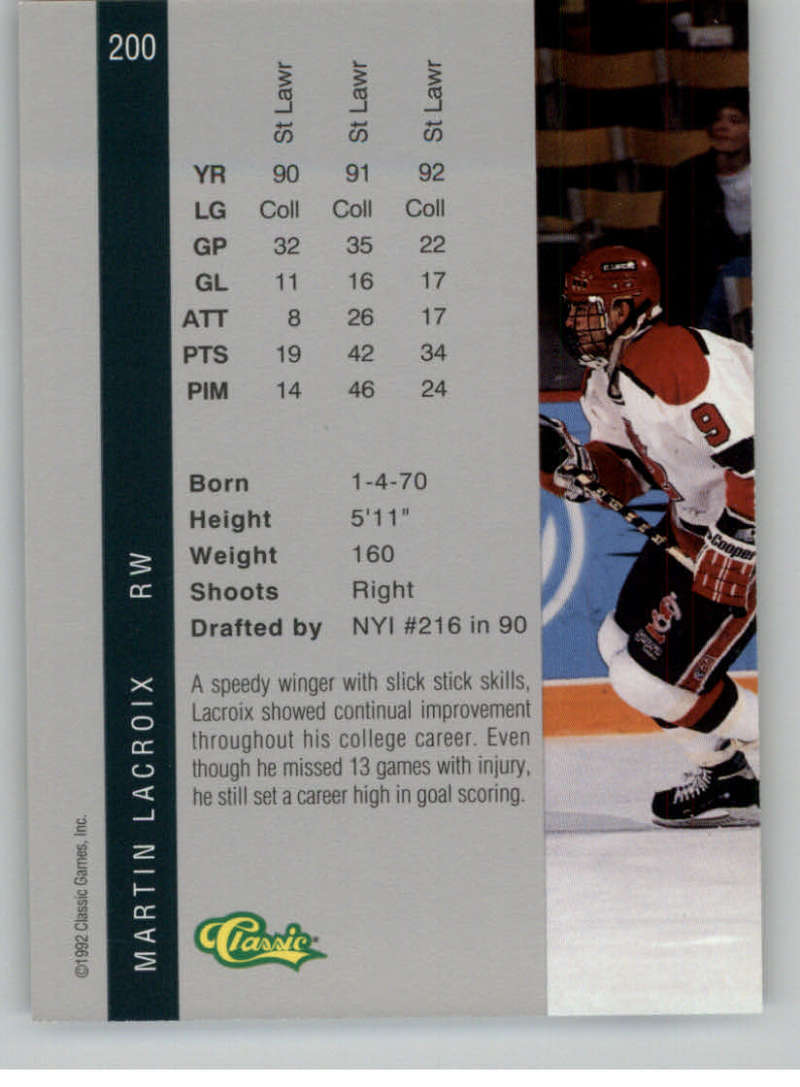 200
St Lawr St Lawr St Lawr
YR 90 91 92
LG Coll Coll Coll
GP 32 35 22
GL 11 16 17
ATT 8 26 17
PTS 19 42 34
PIM 14 46 24
Born 1-4-70
Height 5'11"
Weight 160
Shoots Right
Drafted by NYI #216 in 90
A speedy winger with slick stick skills,
Lacroix showed continual improvement
throughout his college career. Even
though he missed 13 games with injury,
he still set a career high in goal scoring.
MARTIN LACROIX RW
©1992 Classic Games, Inc.
Classic
9
Cooper